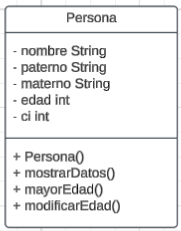 Persona
- nombre String
- paterno String
- materno String
- edad int
- ci int
+ Persona()
+ mostrarDatos()
+ mayorEdad()
+ modificarEdad()